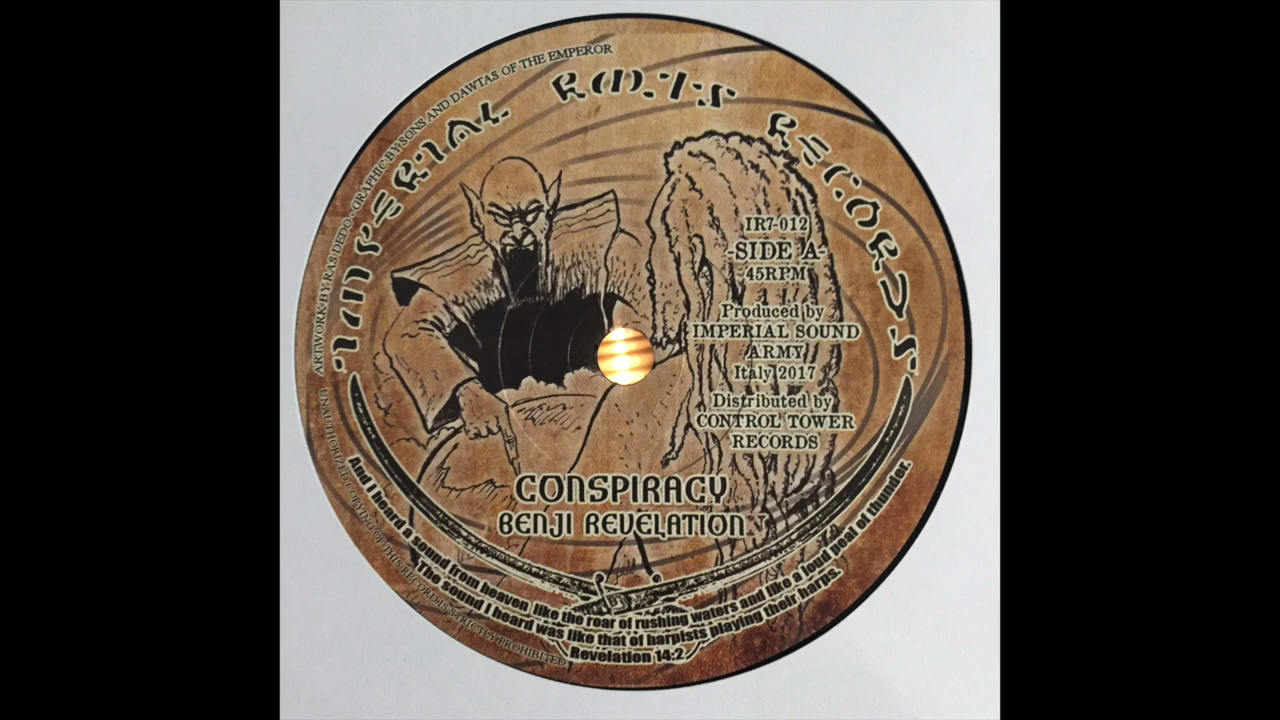 IMPERIAL ROOTS RECORDS
ARTWORK BY RAS DEDO - GRAPHIC BY SONS AND DAWTAS OF THE EMPEROR
IR7-012
-SIDE A-
45RPM
Produced by
IMPERIAL SOUND
ARMY
Italy 2017
Distributed by
CONTROL TOWER
RECORDS
CONSPIRACY
BENJI REVELATION
And I heard a sound from heaven like the roar of rushing waters and like a loud peal of thunder.
The sound I heard was like that of harpists playing their harps.
Revelation 14:2
UNAUTHORIZED COPYING OF THIS RECORD IS STRICTLY PROHIBITED